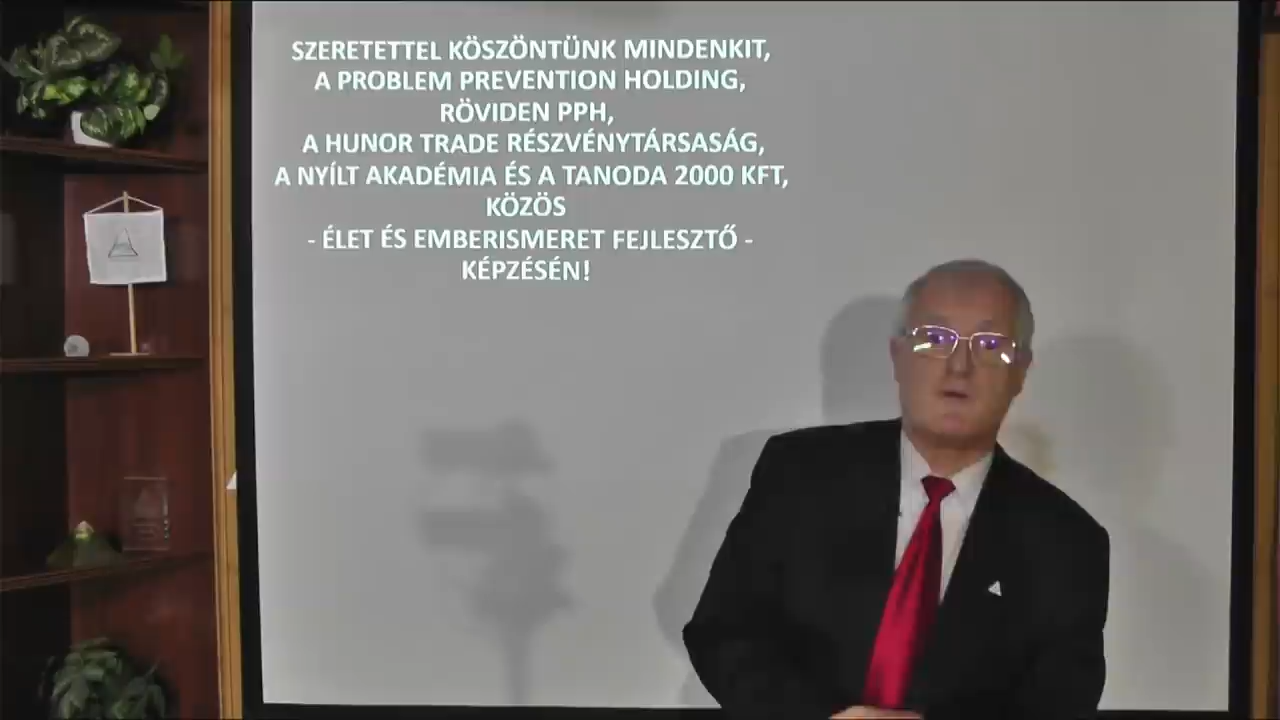 SZERETETTEL KÖSZÖNTÜNK MINDENKIT,
A PROBLEM PREVENTION HOLDING,
RÖVIDEN PPH,
A HUNOR TRADE RÉSZVÉNYTÁRSASÁG,
A NYÍLT AKADÉMIA ÉS A TANODA 2000 KFT,
KÖZÖS
- ÉLET ÉS EMBERISMERET FEJLESZTŐ -
KÉPZÉSÉN!